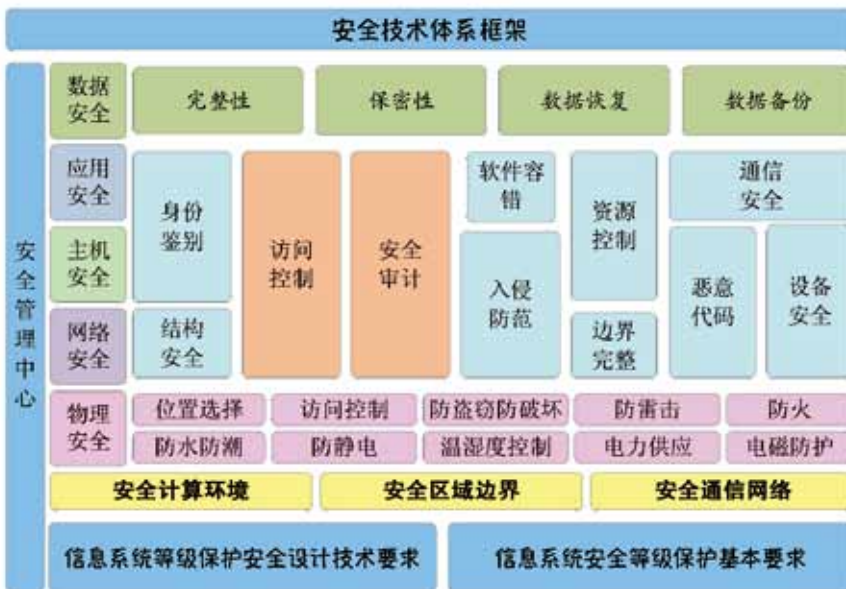 安全技术体系框架
安全管理中心
数据
安全
完整性
保密性
数据恢复
数据备份
应用
安全
主机
安全
网络
安全
身份
鉴别
结构
安全
访问
控制
安全
审计
软件容
错
入侵
防范
资源
控制
边界
完整
通信
安全
恶意
代码
设备
安全
物理
安全
位置选择
访问控制
防盗窃防破坏
防雷击
防火
防水防潮
防静电
温湿度控制
电力供应
电磁防护
安全计算环境
安全区域边界
安全通信网络
信息系统等级保护安全设计技术要求
信息系统安全等级保护基本要求